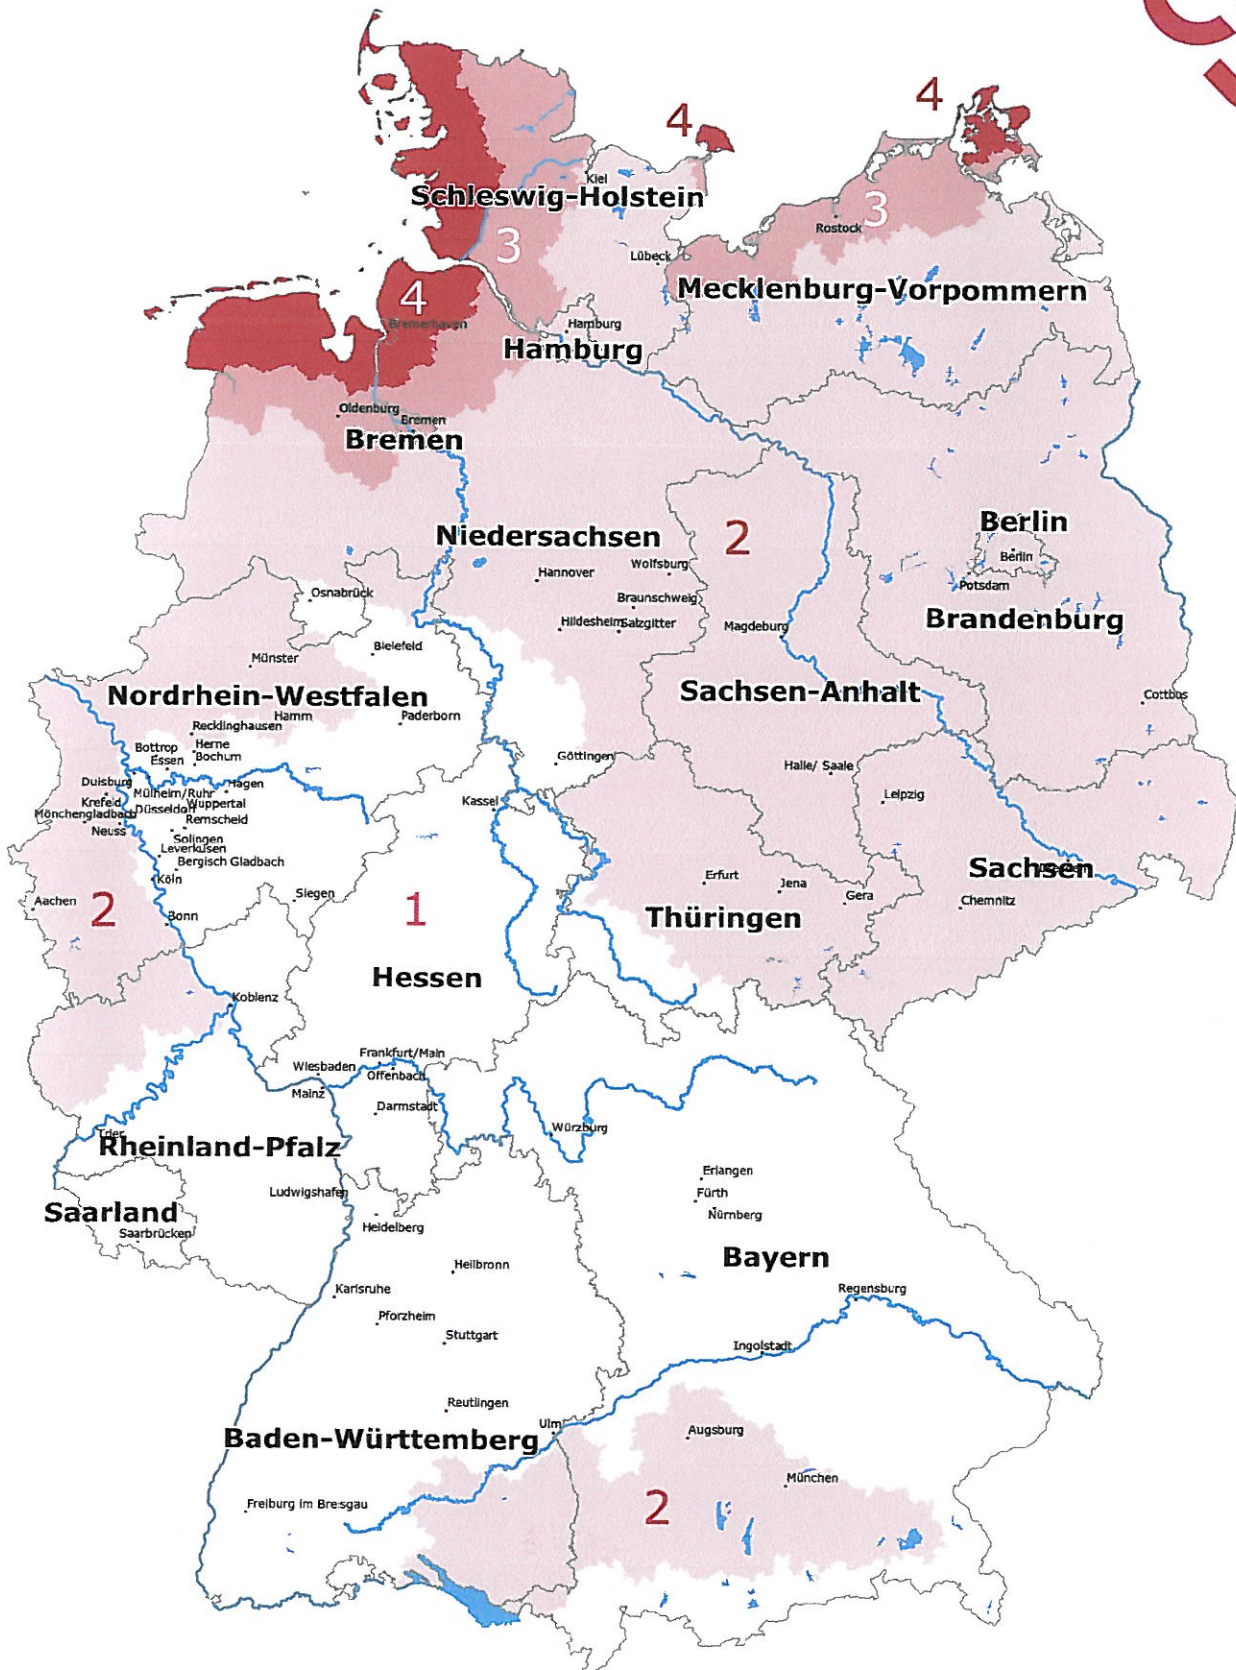 4
4
Kiel
Schleswig-Holstein
3
Rostock
3
Lübeck
Mecklenburg-Vorpommern
4
Bremerhaven
Hamburg
Hamburg
Oldenburg
Bremen
Bremen
Niedersachsen
2
Berlin
Berlin
Hannover
Wolfsburg
Potsdam
Osnabrück
Braunschweig
Brandenburg
Hildesheim
Salzgitter
Magdeburg
Bielefeld
Münster
Nordrhein-Westfalen
Sachsen-Anhalt
Cottbus
Hamm
Paderborn
Recklinghausen
Herne
Bottrop
Bochum
Essen
Göttingen
Halle/ Saale
Duisburg
Hagen
Mülheim/Ruhr
Leipzig
Krefeld
Düsseldorf
Wuppertal
Kassel
Mönchengladbach
Remscheid
Neuss
Solingen
Leverkusen
Bergisch Gladbach
Sachsen
Köln
Erfurt
Jena
Gera
Siegen
Aachen
2
1
Chemnitz
Bonn
Thüringen
Hessen
Koblenz
Frankfurt/Main
Wiesbaden
Offenbach
Mainz
Darmstadt
Würzburg
Trier
Rheinland-Pfalz
Erlangen
Ludwigshafen
Fürth
Saarland
Nürnberg
Saarbrücken
Heidelberg
Bayern
Heilbronn
Karlsruhe
Regensburg
Pforzheim
Stuttgart
Ingolstadt
Reutlingen
Ulm
Augsburg
Baden-Württemberg
München
Freiburg im Breisgau
2